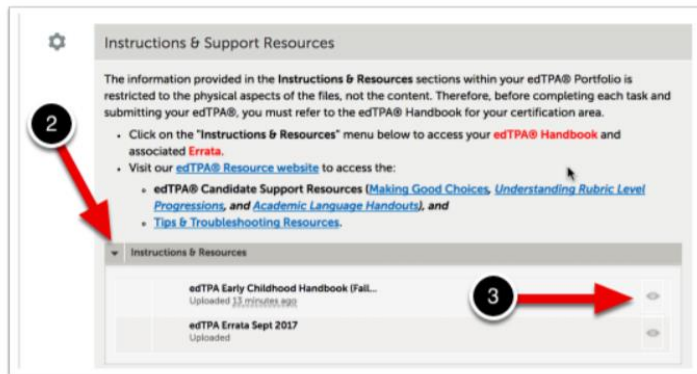 Instructions & Support Resources
The information provided in the Instructions & Resources sections within your edTPA® Portfolio is
restricted to the physical aspects of the files, not the content. Therefore, before completing each task and
submitting your edTPA®, you must refer to the edTPA® Handbook for your certification area.
2
• Click on the "Instructions & Resources" menu below to access your edTPA® Handbook and
associated Errata.
• Visit our edTPA® Resource website to access the:
• edTPA® Candidate Support Resources (Making Good Choices, Understanding Rubric Level
Progressions, and Academic Language Handouts), and
• Tips & Troubleshooting Resources.
Instructions & Resources
edTPA Early Childhood Handbook (Fall...
Uploaded 13 minutes ago
3
edTPA Errata Sept 2017
Uploaded